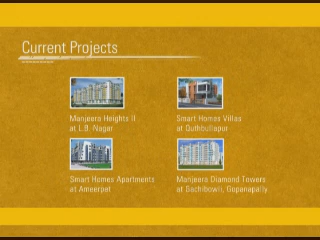 Current Projects
Manjeera Heights II
at L.B. Nagar
Smart Homes Villas
at Quthbullapur
Smart Homes Apartments
at Ameerpet
Manjeera Diamond Towers
at Gachibowli, Gopanapally